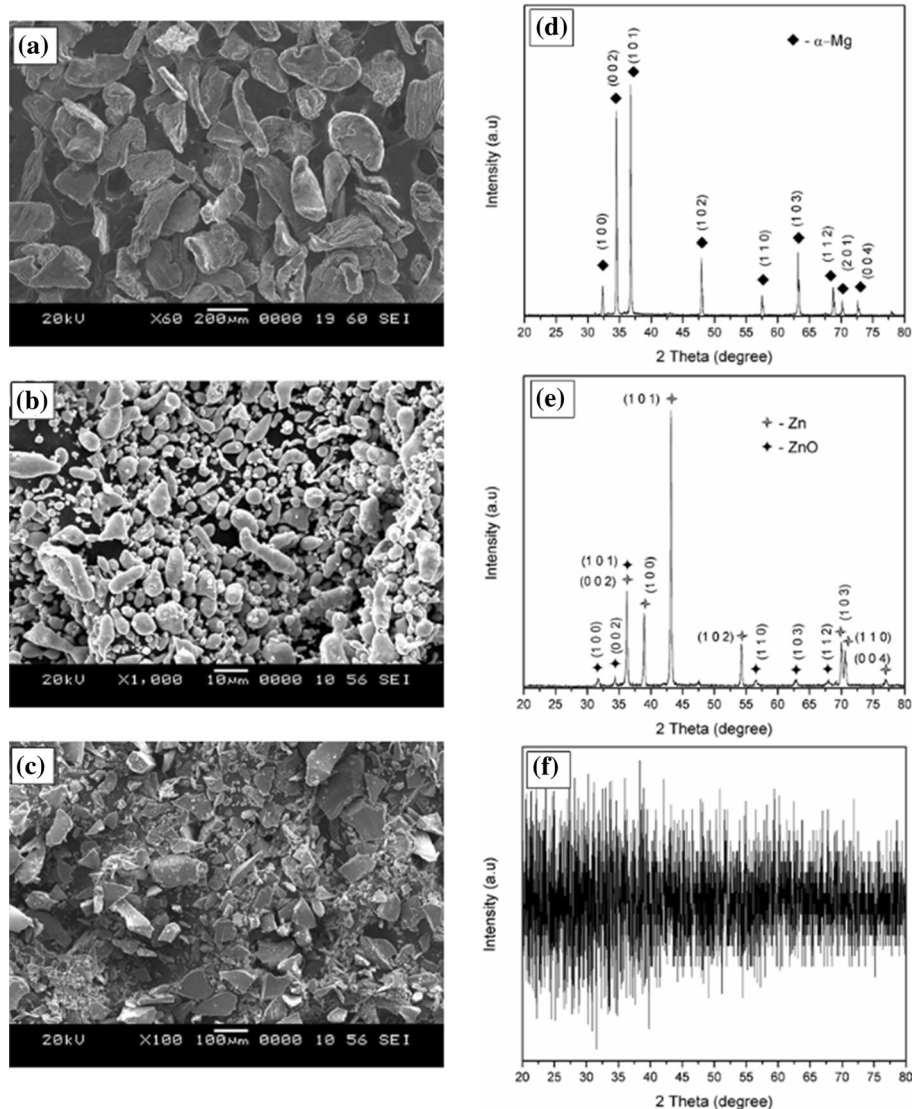 (a)
20kV X60 200μm 0000 19 60 SEI
(d)
◆ - α-Mg
(1 0 0)
(0 0 2)
(1 0 1)
(1 0 2)
(1 1 0)
(1 0 3)
(1 1 2)
(2 0 1)
(0 0 4)
Intensity (a.u)
20 25 30 35 40 45 50 55 60 65 70 75 80
2 Theta (degree)
(b)
20kV X1,000 10μm 0000 10 56 SEI
(e)
- Zn
- ZnO
(1 0 0)
(0 0 2)
(1 0 1)
(0 0 2)
(1 0 0)
(1 0 1)
(1 0 2)
(1 1 0)
(1 0 3)
(1 1 2)
(1 0 3)
(1 1 0)
(0 0 4)
Intensity (a.u)
20 25 30 35 40 45 50 55 60 65 70 75 80
2 Theta (degree)
(c)
20kV X100 100μm 0000 10 56 SEI
(f)
Intensity (a.u)
20 25 30 35 40 45 50 55 60 65 70 75 80
2 Theta (degree)